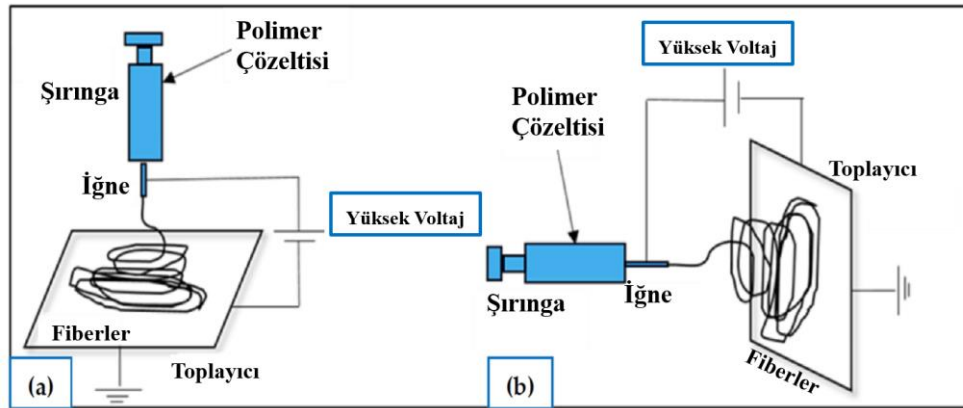 Polimer
Çözeltisi
Şırınga
İğne
Yüksek Voltaj
Fiberler
Toplayıcı
(a)
Yüksek Voltaj
Polimer
Çözeltisi
Toplayıcı
Şırınga
İğne
Fiberler
(b)